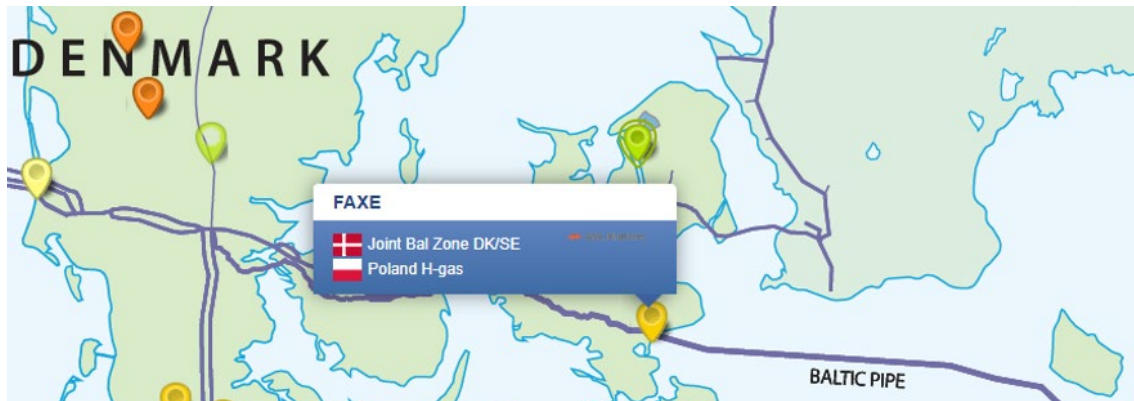 DENMARK
FAXE
Joint Bal Zone DK/SE
Poland H-gas
BALTIC PIPE